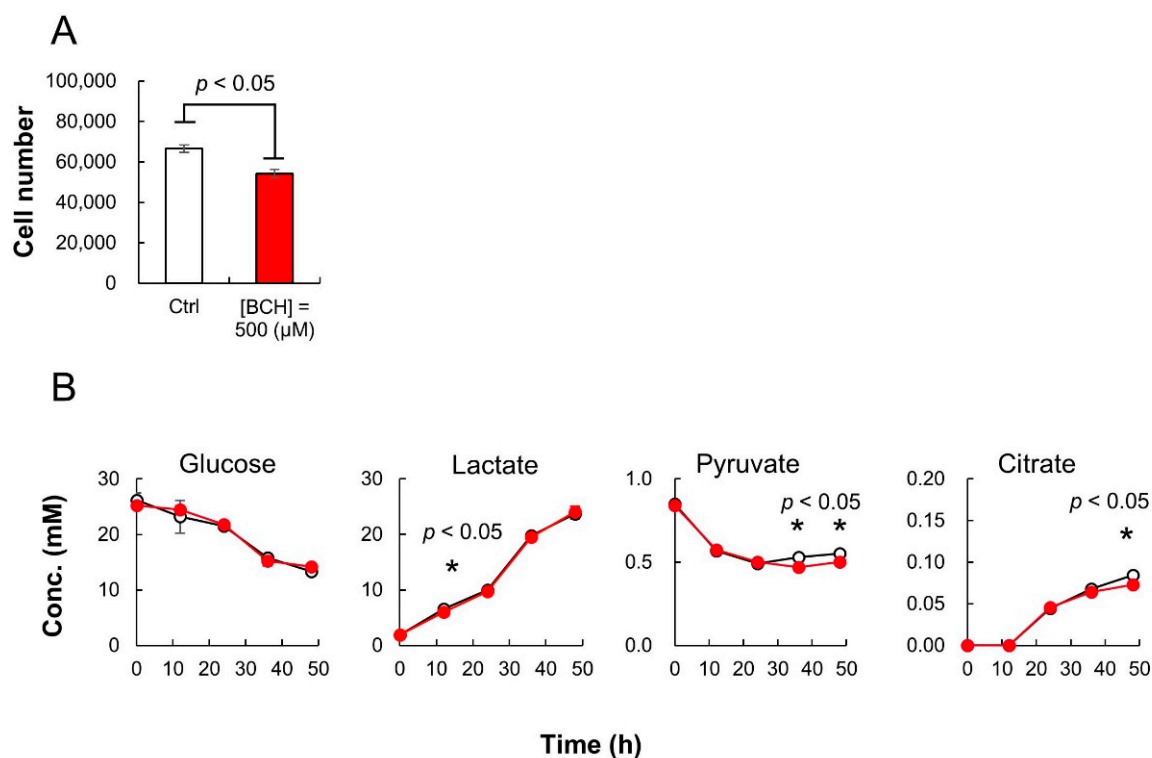 A
100,000
80,000
60,000
40,000
20,000
0
Cell number
p < 0.05
Ctrl
[BCH] =
500 (µM)
B
Conc. (mM)
Glucose
30
20
10
0
0 10 20 30 40 50
Lactate
30
20
10
0
p < 0.05
*
0 10 20 30 40 50
Pyruvate
1.0
0.5
0.0
p < 0.05
* *
0 10 20 30 40 50
Citrate
0.20
0.15
0.10
0.05
0.00
p < 0.05
*
0 10 20 30 40 50
Time (h)